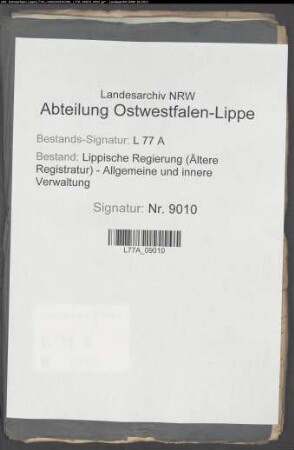 Landesarchiv NRW
Abteilung Ostwestfalen-Lippe
Bestands-Signatur: L 77 A
Bestand: Lippische Regierung (Ältere
Registratur) - Allgemeine und innere
Verwaltung
Signatur: Nr. 9010
L77A_09010